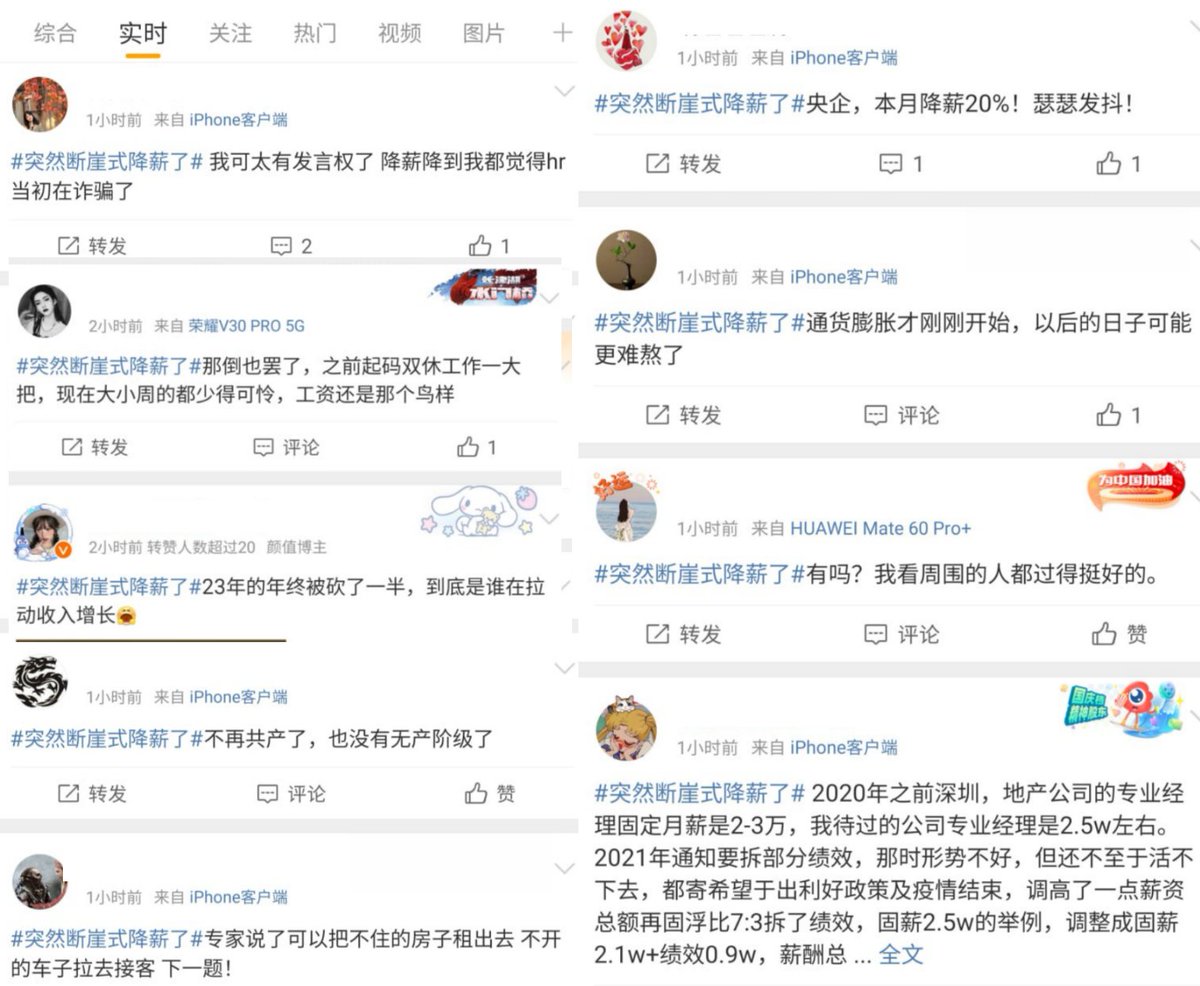 综合 实时 关注 热门 视频 图片
1小时前 来自 iPhone客户端
#突然断崖式降薪了# 我可太有发言权了 降薪降到我都觉得hr
当初在诈骗了
转发 2 1
长津湖
水门桥
2小时前 来自 荣耀V30 PRO 5G
#突然断崖式降薪了#那倒也罢了，之前起码双休工作一大
把，现在大小周的都少得可怜，工资还是那个鸟样
转发 评论 1
2小时前 转赞人数超过20 颜值博主
#突然断崖式降薪了#23年的年终被砍了一半，到底是谁在拉
动收入增长
1小时前 来自 iPhone客户端
#突然断崖式降薪了#不再共产了，也没有无产阶级了
转发 评论 赞
1小时前 来自 iPhone客户端
#突然断崖式降薪了#专家说了可以把不住的房子租出去 不开
的车子拉去接客 下一题！
1小时前 来自 iPhone客户端
#突然断崖式降薪了#央企，本月降薪20%！瑟瑟发抖！
转发 1 1
1小时前 来自 iPhone客户端
#突然断崖式降薪了#通货膨胀才刚刚开始，以后的日子可能
更难熬了
转发 评论 1
为中国加油
1小时前 来自 HUAWEI Mate 60 Pro+
#突然断崖式降薪了#有吗？我看周围的人都过得挺好的。
转发 评论 赞
国庆档
精神股东
1小时前 来自 iPhone客户端
#突然断崖式降薪了# 2020年之前深圳，地产公司的专业经
理固定月薪是2-3万，我待过的公司专业经理是2.5w左右。
2021年通知要拆部分绩效，那时形势不好，但还不至于活不
下去，都寄希望于出利好政策及疫情结束，调高了一点薪资
总额再固浮比7:3拆了绩效，固薪2.5w的举例，调整成固薪
2.1w+绩效0.9w，薪酬总 ... 全文